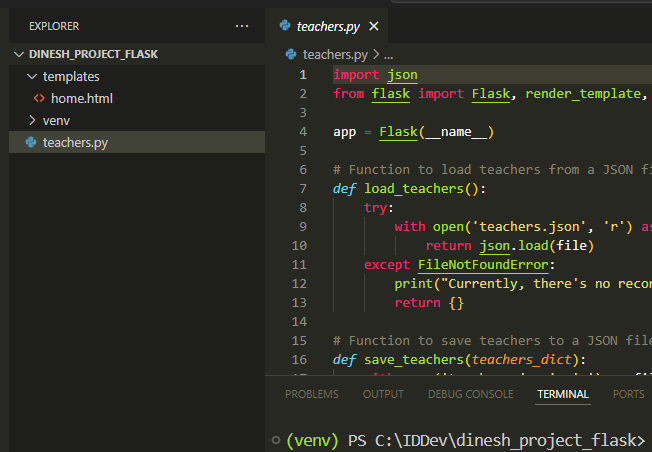 EXPLORER
...
DINESH_PROJECT_FLASK
templates
<> home.html
venv
teachers.py
teachers.py
teachers.py > ...
1 import json
2 from flask import Flask, render_template,
3
4 app = Flask(__name__)
5
6 # Function to load teachers from a JSON fi
7 def load_teachers():
8 try:
9 with open('teachers.json', 'r') as
10 return json.load(file)
11 except FileNotFoundError:
12 print("Currently, there's no recor
13 return {}
14
15 # Function to save teachers to a JSON file
16 def save_teachers(teachers_dict):
PROBLEMS OUTPUT DEBUG CONSOLE TERMINAL PORTS
(venv) PS C:\IDDev\dinesh_project_flask>